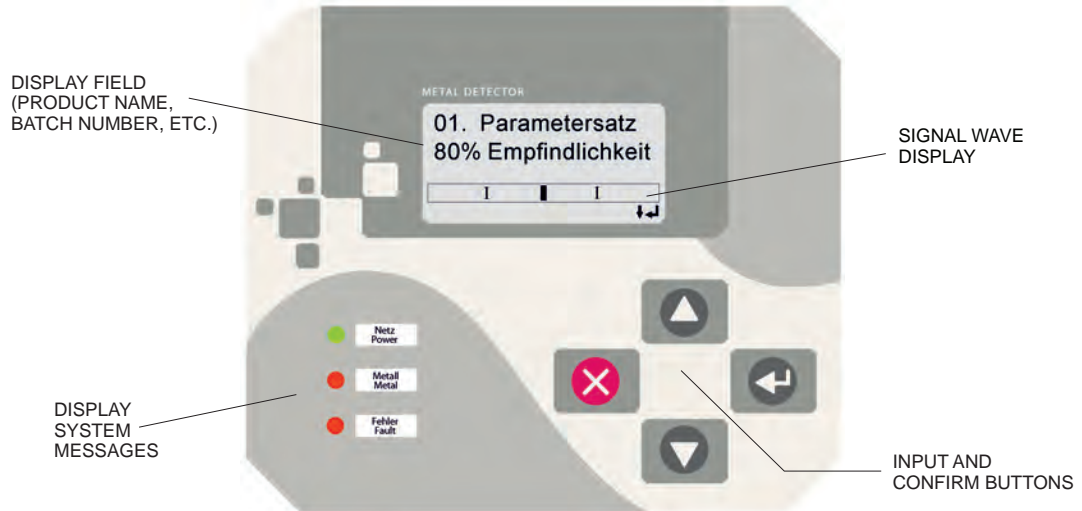 DISPLAY FIELD
(PRODUCT NAME,
BATCH NUMBER, ETC.)
METAL DETECTOR
01. Parametersatz
80% Empfindlichkeit
I I
SIGNAL WAVE
DISPLAY
Netz
Power
Metall
Metal
Fehler
Fault
DISPLAY
SYSTEM
MESSAGES
INPUT AND
CONFIRM BUTTONS